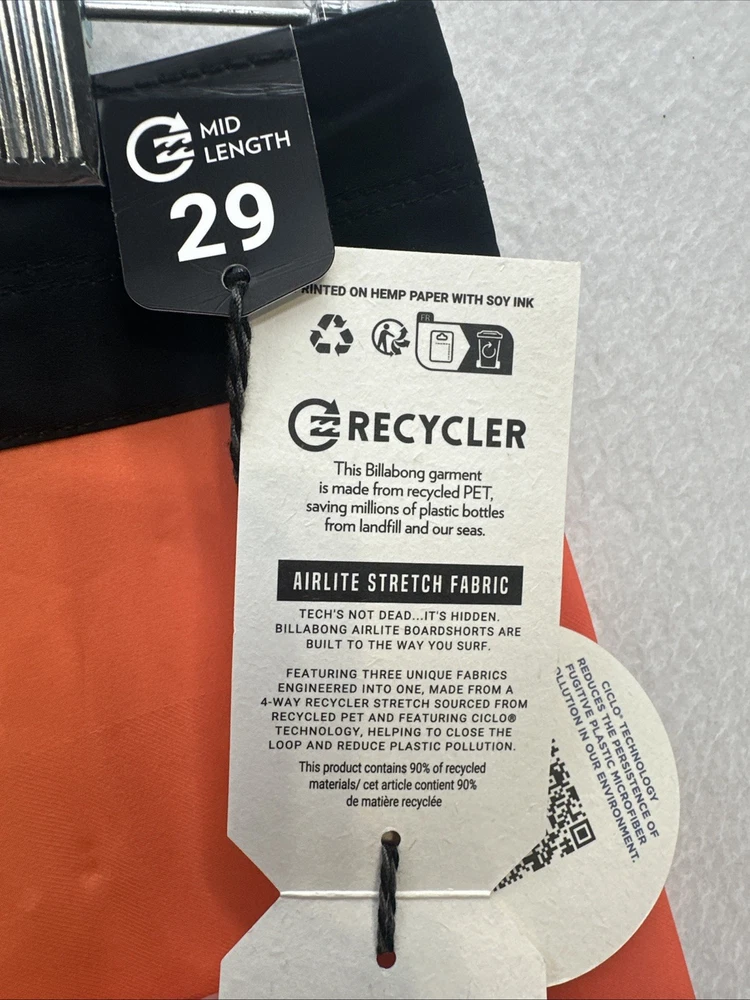 MID
LENGTH
29
RINTED ON HEMP PAPER WITH SOY INK
FR
RECYCLER
This Billabong garment
is made from recycled PET,
saving millions of plastic bottles
from landfill and our seas.
AIRLITE STRETCH FABRIC
TECH'S NOT DEAD...IT'S HIDDEN.
BILLABONG AIRLITE BOARDSHORTS ARE
BUILT TO THE WAY YOU SURF.
FEATURING THREE UNIQUE FABRICS
ENGINEERED INTO ONE, MADE FROM A
4-WAY RECYCLER STRETCH SOURCED FROM
RECYCLED PET AND FEATURING CICLO®
TECHNOLOGY, HELPING TO CLOSE THE
LOOP AND REDUCE PLASTIC POLLUTION.
This product contains 90% of recycled
materials/ cet article contient 90%
de matière recyclée
CICLO® TECHNOLOGY
REDUCES THE PERSISTENCE OF
FUGITIVE PLASTIC MICROFIBER
OLLUTION IN OUR ENVIRONMENT.